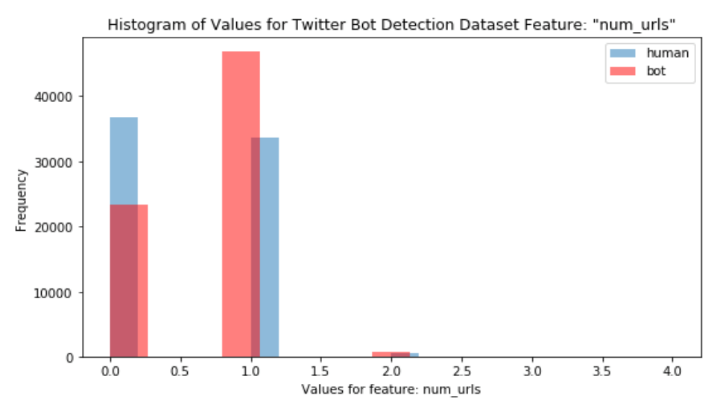 Histogram of Values for Twitter Bot Detection Dataset Feature: "num_urls"
human
bot
40000
30000
20000
10000
0
Frequency
0.0 0.5 1.0 1.5 2.0 2.5 3.0 3.5 4.0
Values for feature: num_urls